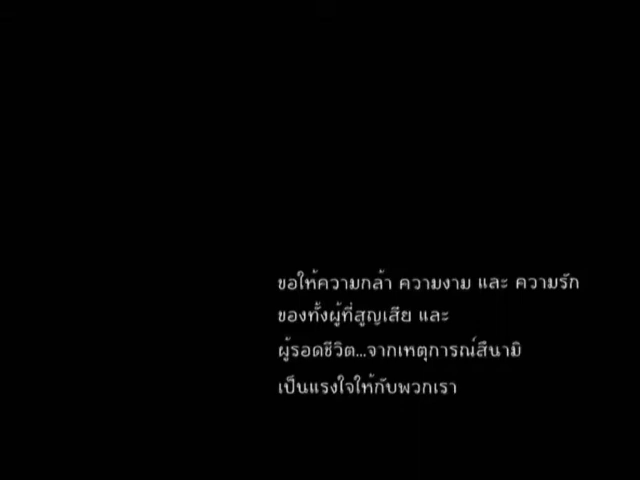 ขอให้ความกล้า ความงาม และ ความรัก
ของทั้งผู้ที่สูญเสีย และ
ผู้รอดชีวิต...จากเหตุการณ์สึนามิ
เป็นแรงใจให้กับพวกเรา